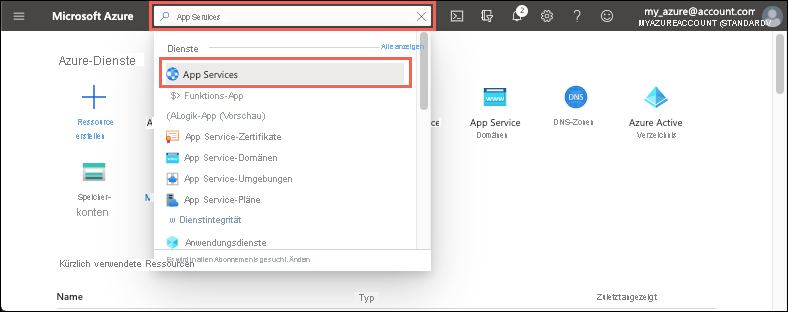 Microsoft Azure
App Services
2
my_azure@account.com
MYAZUREACCOUNT (STANDARDV
Dienste
Alle anzeigen
App Services
$> Funktions-App
(ALogik-App (Vorschau)
App Service-Zertifikate
App Service-Domänen
App Service-Umgebungen
App Service-Pläne
w Dienstintegrität
Anwendungsdienste
Es wird in allen Abonnements gesucht. Ändern
Azure-Dienste
Ressource
erstellen
App Service
Domänen
DNS
DNS-Zonen
Azure Active
Verzeichnis
Speicher-
konten
Kürzlich verwendete Ressourcen
Name
Typ
Zuletzt angezeigt